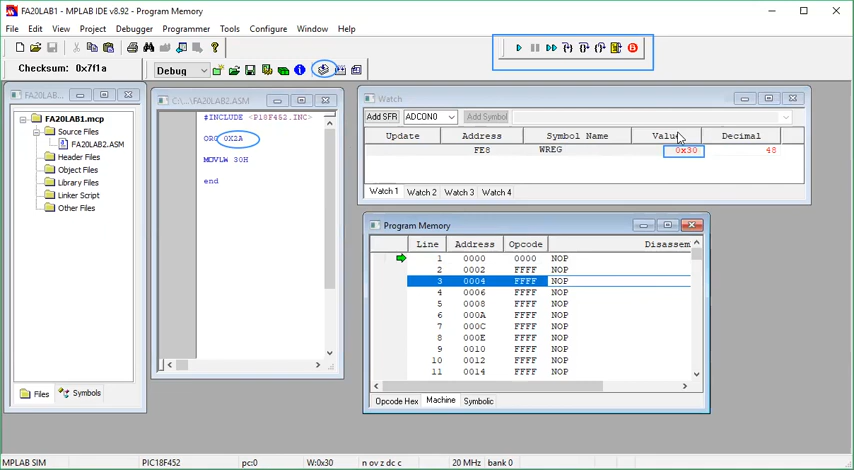 FA20LAB1 - MPLAB IDE v8.92 - Program Memory
File Edit View Project Debugger Programmer Tools Configure Window Help
Checksum: 0x7f1a
Debug
FA20LAB1.mcp
Source Files
FA20LAB2.ASM
Header Files
Object Files
Library Files
Linker Script
Other Files
Files Symbols
C:\...\FA20LAB2.ASM
#INCLUDE <P18F452.INC>
ORG 0X2A
MOVLW 30H
end
Watch
Add SFR ADCON0 Add Symbol
Update Address Symbol Name Value Decimal
FE8 WREG 0x30 48
Watch 1 Watch 2 Watch 3 Watch 4
Program Memory
Line Address Opcode Disassem
1 0000 0000 NOP
2 0002 FFFF NOP
3 0004 FFFF NOP
4 0006 FFFF NOP
5 0008 FFFF NOP
6 000A FFFF NOP
7 000C FFFF NOP
8 000E FFFF NOP
9 0010 FFFF NOP
10 0012 FFFF NOP
11 0014 FFFF NOP
Opcode Hex Machine Symbolic
MPLAB SIM PIC18F452 pc:0 W:0x30 n ov z dc c 20 MHz bank 0